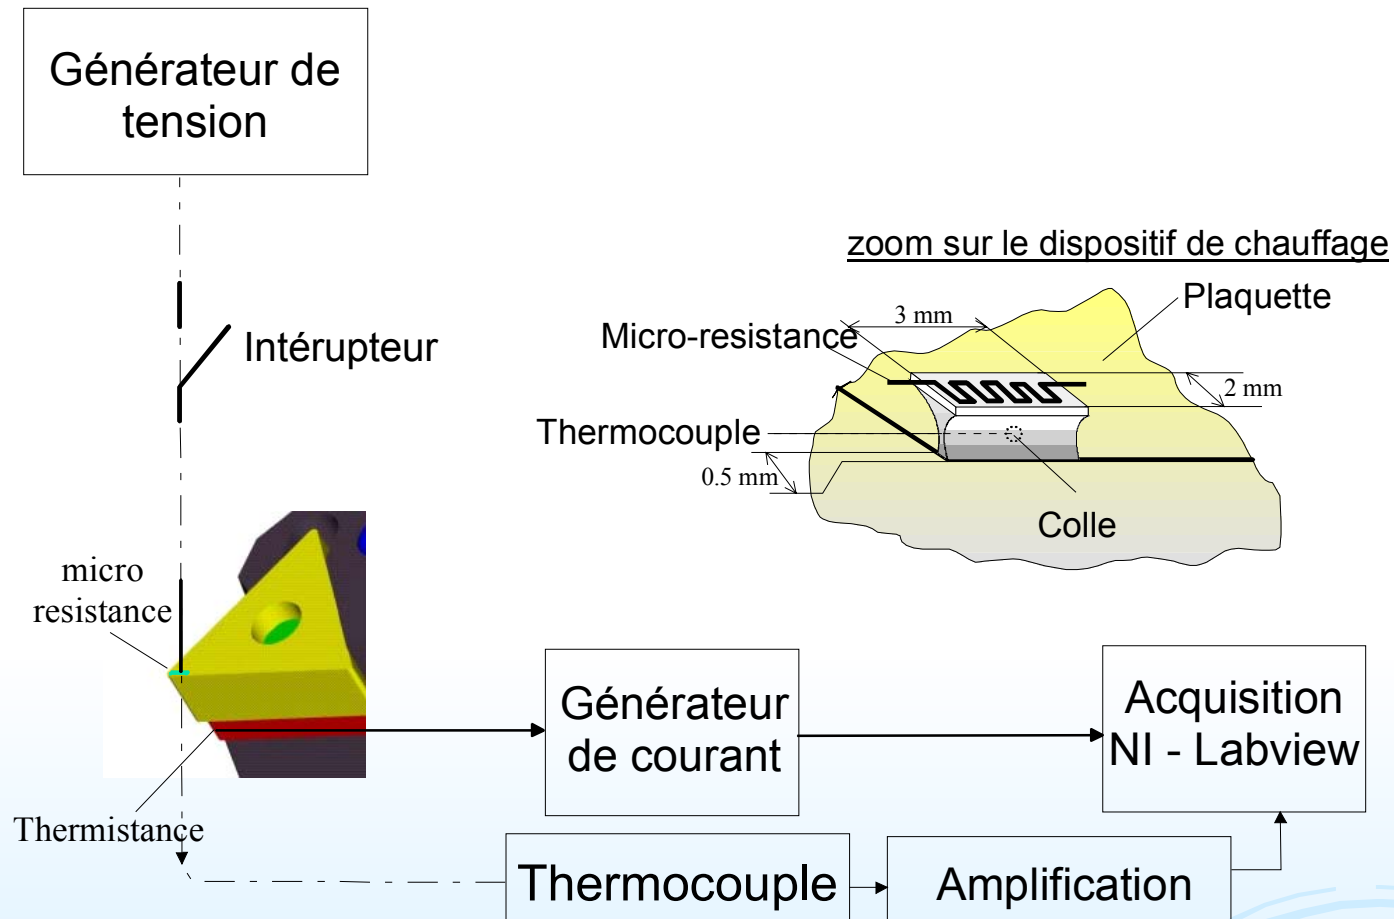 Générateur de
tension
Intérupteur
zoom sur le dispositif de chauffage
Plaquette
3 mm
Micro-resistance
2 mm
Thermocouple
0.5 mm
Colle
micro
resistance
Générateur
de courant
Acquisition
NI - Labview
Thermistance
Thermocouple
Amplification